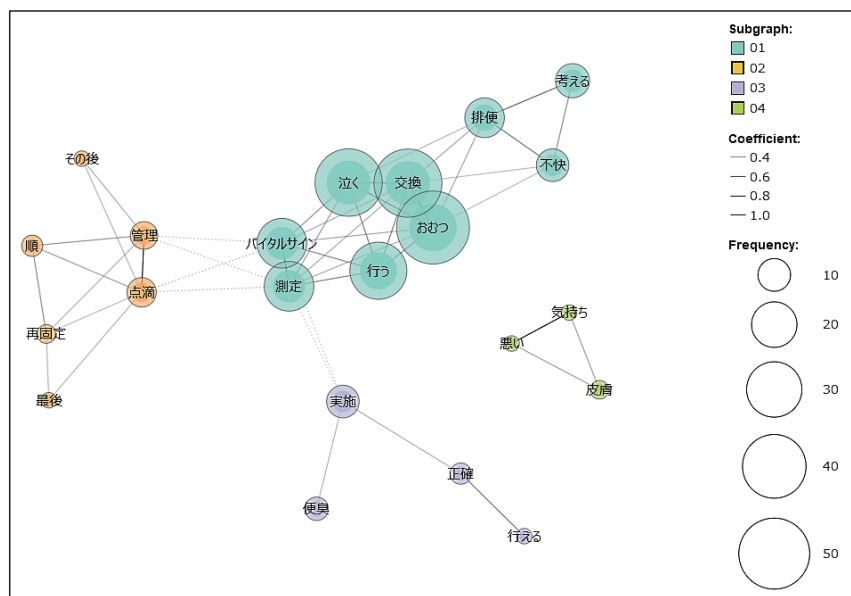 Subgraph:
01
02
03
04
Coefficient:
0.4
0.6
0.8
1.0
Frequency:
10
20
30
40
50
考える
排便
不快
泣く
交換
おむつ
バイタルサイン
行う
測定
その後
管理
順
点滴
再固定
最後
気持ち
悪い
皮膚
実施
正確
便臭
行える